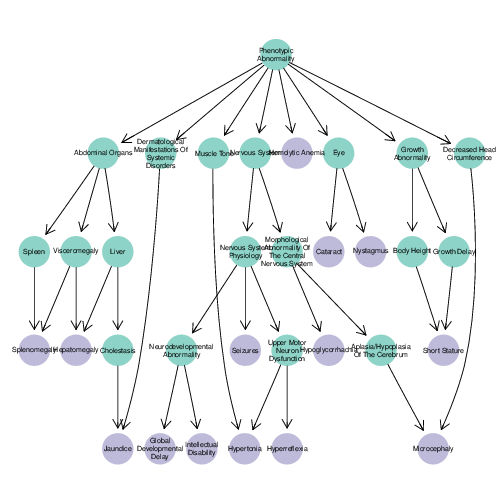 Phenotypic
Abnormality
Abdominal Organs
Dermatological
Manifestations Of
Systemic
Disorders
Muscle Tone
Nervous System
Hemolytic Anemia
Eye
Growth
Abnormality
Decreased Head
Circumference
Spleen
Visceromegaly
Liver
Nervous System
Physiology
Morphological
Abnormality Of
The Central
Nervous System
Cataract
Nystagmus
Body Height
Growth Delay
Splenomegaly
Hepatomegaly
Cholestasis
Neurodevelopmental
Abnormality
Seizures
Upper Motor
Neuron
Dysfunction
Hypoglycorrhachia
Aplasia/Hypoplasia
Of The Cerebrum
Short Stature
Jaundice
Global
Developmental
Delay
Intellectual
Disability
Hypertonia
Hyperreflexia
Microcephaly